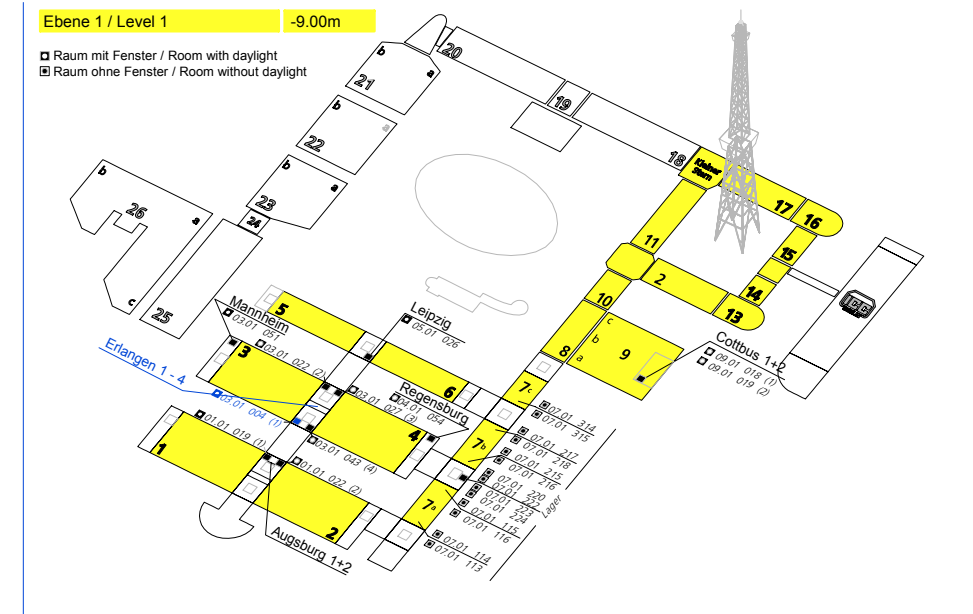 Ebene 1 / Level 1 -9.00m
Raum mit Fenster / Room with daylight
Raum ohne Fenster / Room without daylight
20
b
a
21
19
b
a
22
18
Kleiner
Stern
b
a
23
17
16
b
26
a
24
11
15
2
14
ICC
c
25
10
13
5
Mannheim
03.01 051
Leipzig
05.01 026
c
b
9
a
8
Cottbus 1+2
09.01 018 (1)
09.01 019 (2)
Erlangen 1 - 4
3
03.01 022 (2)
6
7c
03.01 004 (1)
03.01 027 (3)
Regensburg
04.01 054
07.01 314
07.01 315
01.01 019 (1)
4
7b
07.01 217
07.01 218
1
03.01 043 (4)
07.01 215
07.01 216
01.01 022 (2)
07.01 220
07.01 222
07.01 223
07.01 224
Lager
7a
07.01 115
07.01 116
2
Augsburg 1+2
07.01 114
07.01 113